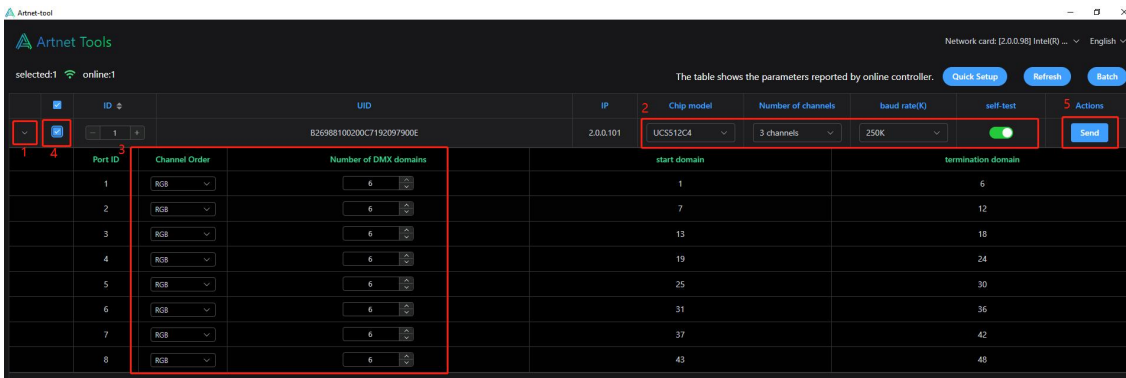 Artnet-tool
Artnet Tools
Network card: [2.0.0.98] Intel(R) ... English
selected:1 online:1
The table shows the parameters reported by online controller. Quick Setup Refresh Batch
ID UID IP 2 Chip model Number of channels baud rate(K) self-test 5 Actions
1 B26988100200C7192097900E 2.0.0.101 UCS512C4 3 channels 250K Send
1 4 3
Port ID Channel Order Number of DMX domains start domain termination domain
1 RGB 6 1 6
2 RGB 6 7 12
3 RGB 6 13 18
4 RGB 6 19 24
5 RGB 6 25 30
6 RGB 6 31 36
7 RGB 6 37 42
8 RGB 6 43 48